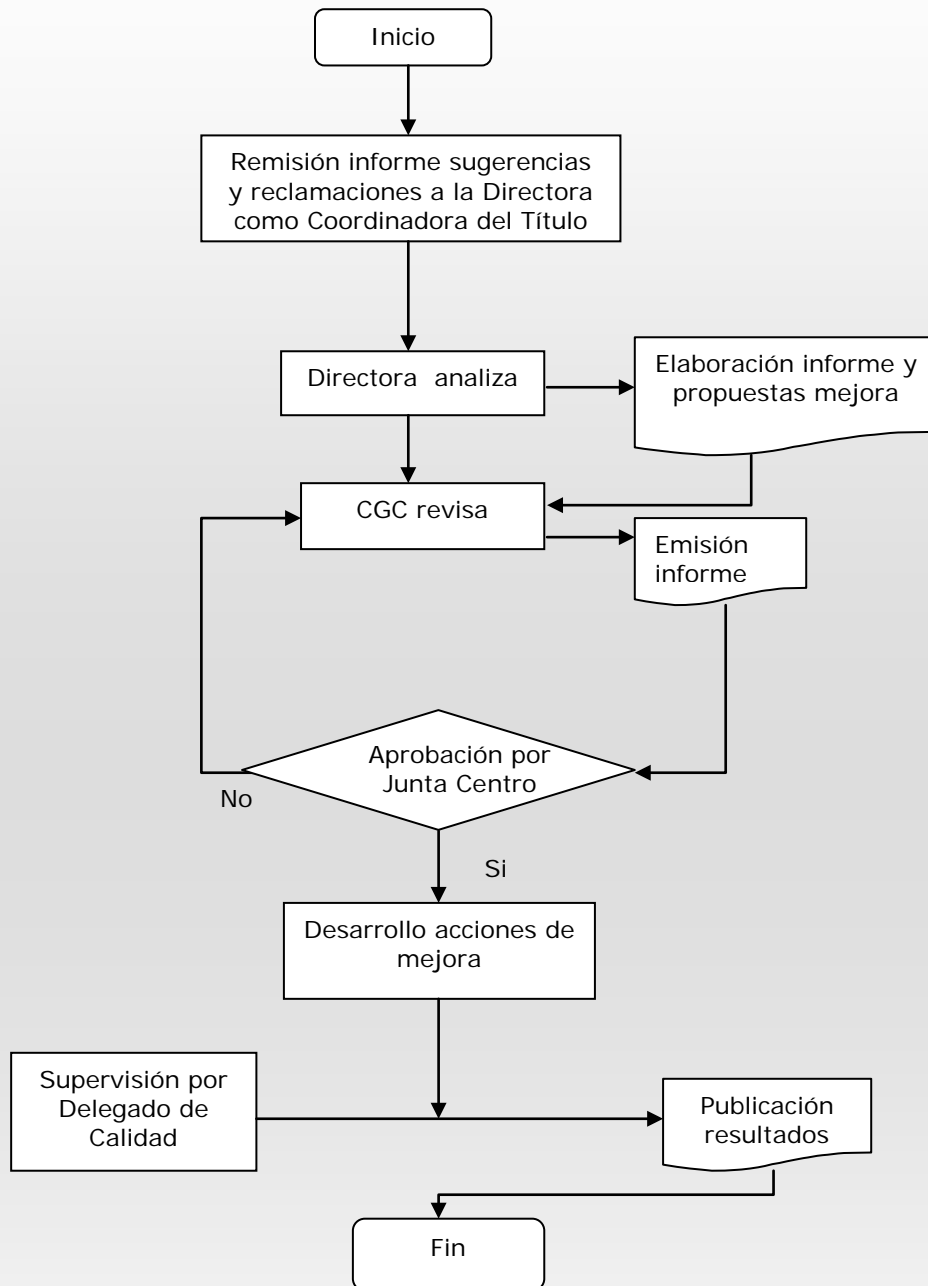 Inicio
Remisión informe sugerencias
y reclamaciones a la Directora
como Coordinadora del Título
Directora analiza
Elaboración informe y
propuestas mejora
CGC revisa
Emisión
informe
Aprobación por
Junta Centro
No
Si
Desarrollo acciones de
mejora
Supervisión por
Delegado de
Calidad
Publicación
resultados
Fin